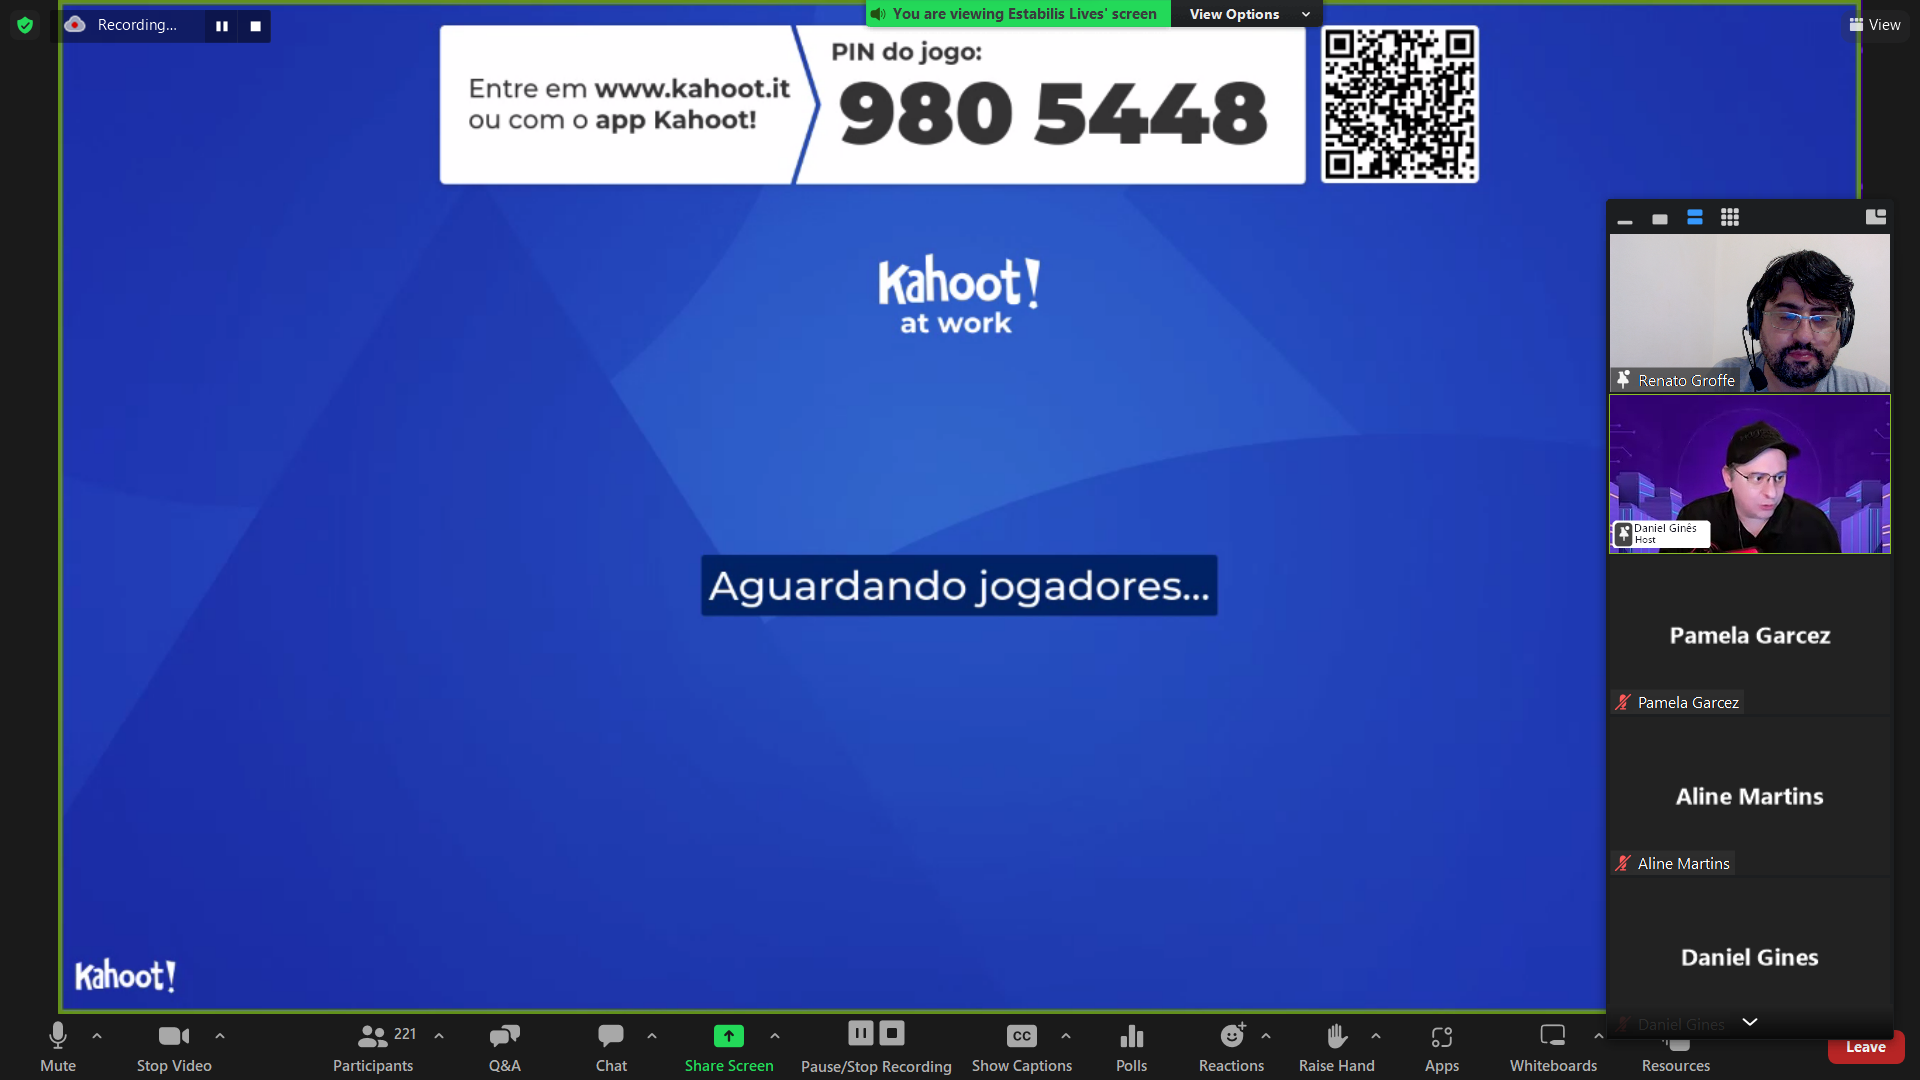 Recording...
You are viewing Estabilis Lives' screen
View Options
View
Entre em www.kahoot.it
ou com o app Kahoot!
PIN do jogo:
980 5448
Kahoot!
at work
Aguardando jogadores...
Kahoot!
Renato Groffe
Daniel Ginês
Host
Pamela Garcez
Pamela Garcez
Aline Martins
Aline Martins
Daniel Gines
Daniel Gines
Mute
Stop Video
221
Participants
Q&A
Chat
Share Screen
Pause/Stop Recording
CC
Show Captions
Polls
Reactions
Raise Hand
Apps
Whiteboards
Resources
Leave